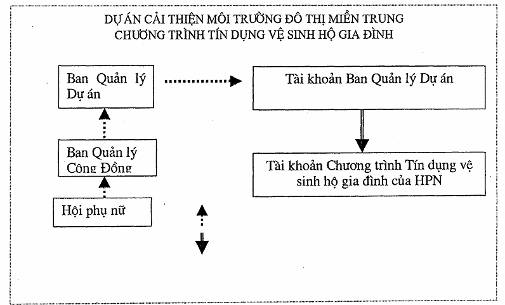 DỰ ÁN CẢI THIỆN MÔI TRƯỜNG ĐÔ THỊ MIỀN TRUNG
CHƯƠNG TRÌNH TÍN DỤNG VỆ SINH HỘ GIA ĐÌNH
Ban Quản lý
Dự án
Tài khoản Ban Quản lý Dự án
Ban Quản lý
Công Đồng
Tài khoản Chương trình Tín dụng vệ
sinh hộ gia đình của HPN
Hội phụ nữ